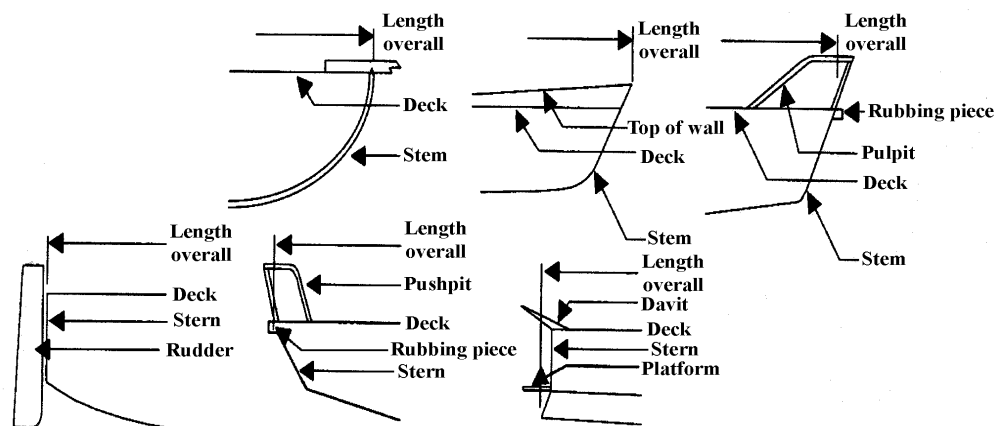 Length
overall
Deck
Stem
Length
overall
Top of wall
Deck
Stem
Length
overall
Rubbing piece
Pulpit
Deck
Stem
Length
overall
Deck
Stern
Rudder
Length
overall
Pushpit
Deck
Rubbing piece
Stern
Length
overall
Davit
Deck
Stern
Platform